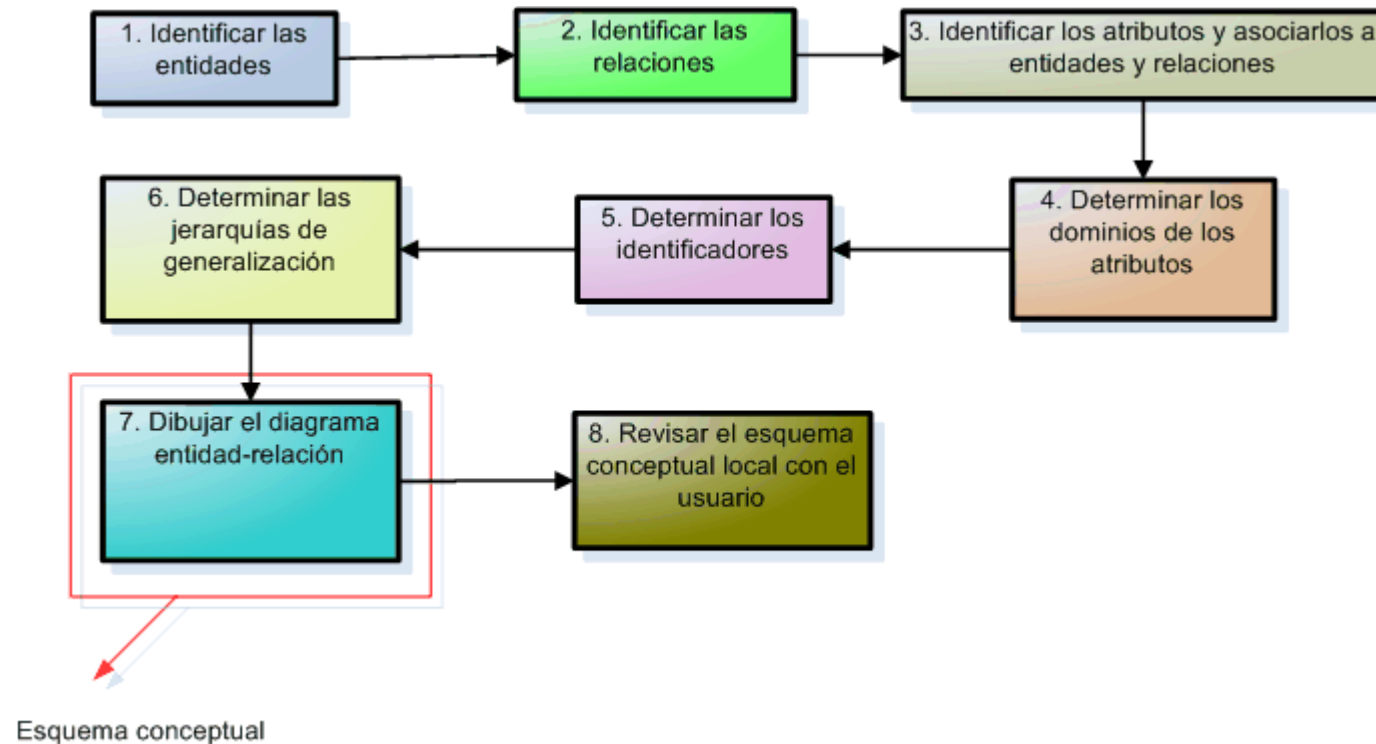 1. Identificar las
entidades
2. Identificar las
relaciones
3. Identificar los atributos y asociarlos a
entidades y relaciones
4. Determinar los
dominios de los
atributos
5. Determinar los
identificadores
6. Determinar las
jerarquías de
generalización
7. Dibujar el diagrama
entidad-relación
8. Revisar el esquema
conceptual local con el
usuario
Esquema conceptual